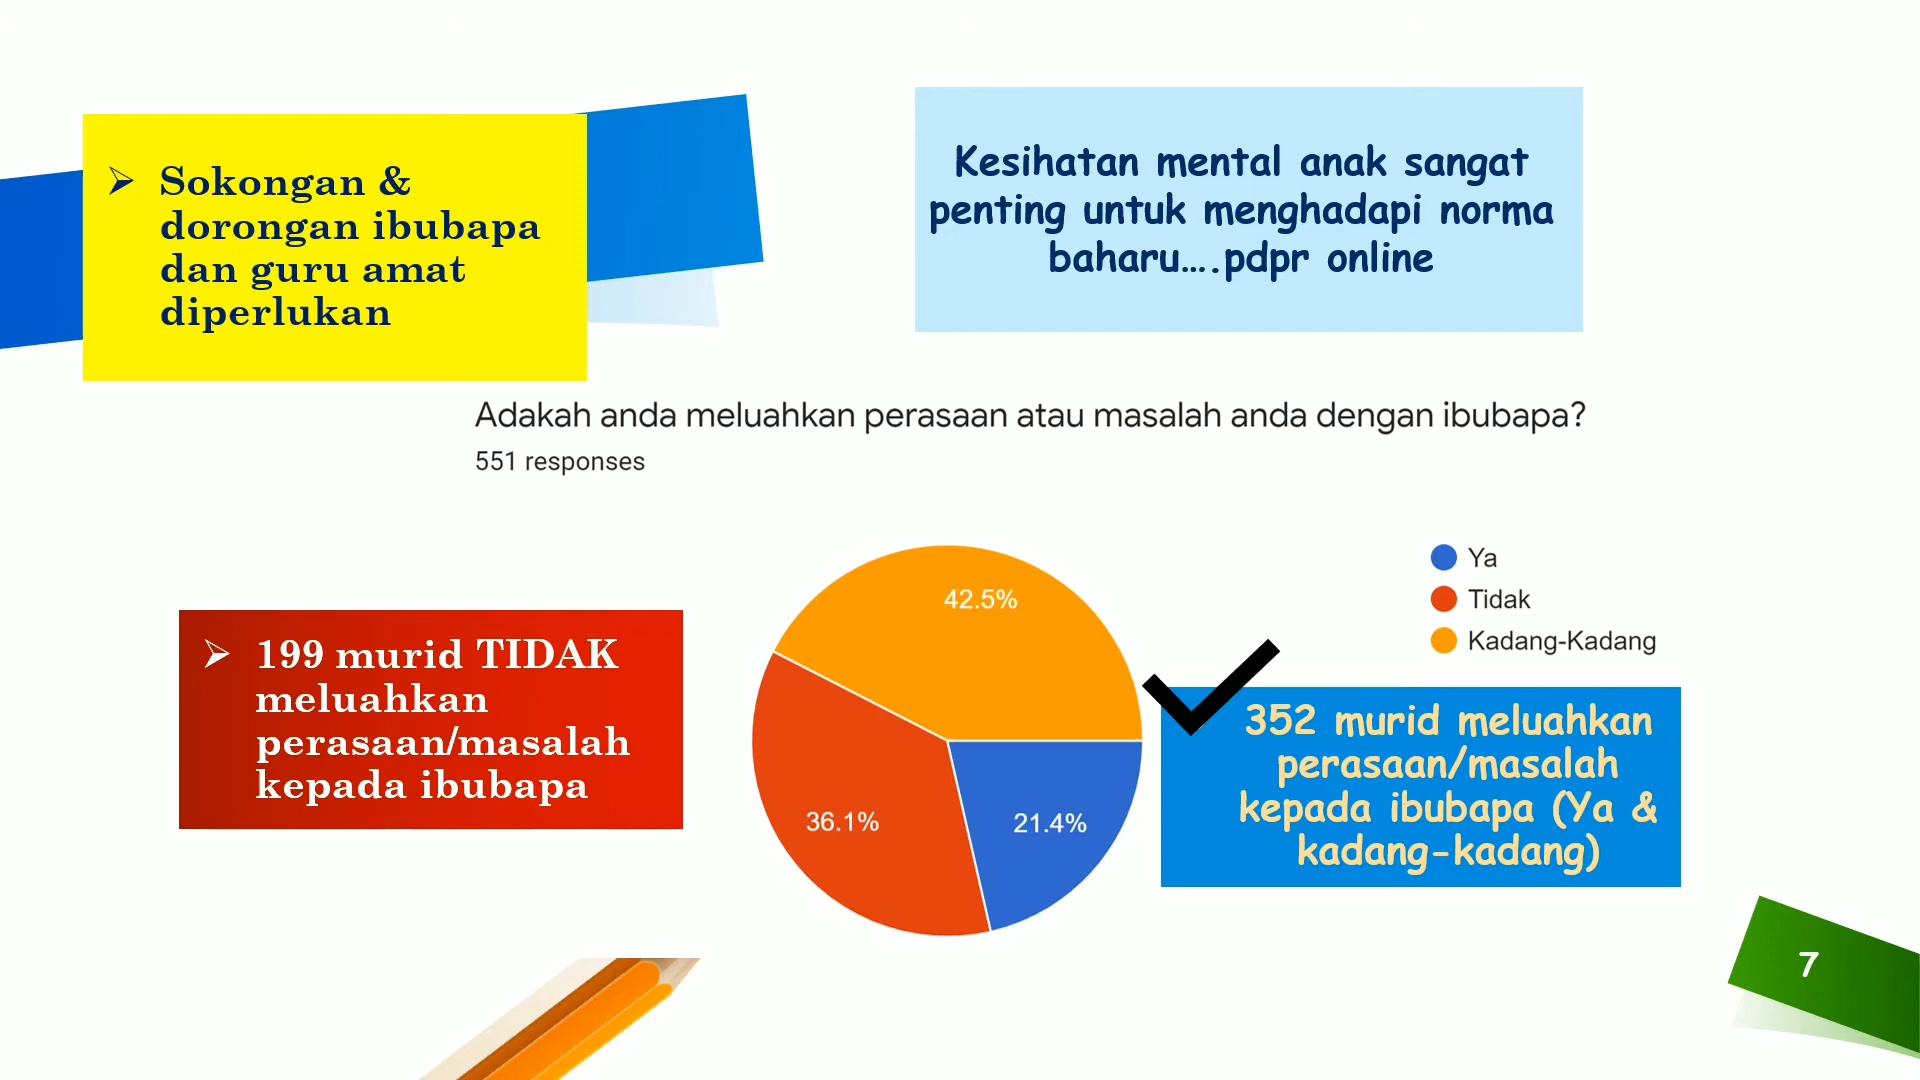 ➢ Sokongan &
dorongan ibubapa
dan guru amat
diperlukan
Kesihatan mental anak sangat
penting untuk menghadapi norma
baharu....pdpr online
Adakah anda meluahkan perasaan atau masalah anda dengan ibubapa?
551 responses
➢ 199 murid TIDAK
meluahkan
perasaan/masalah
kepada ibubapa
42.5%
36.1%
21.4%
Ya
Tidak
Kadang-Kadang
352 murid meluahkan
perasaan/masalah
kepada ibubapa (Ya &
kadang-kadang)
7